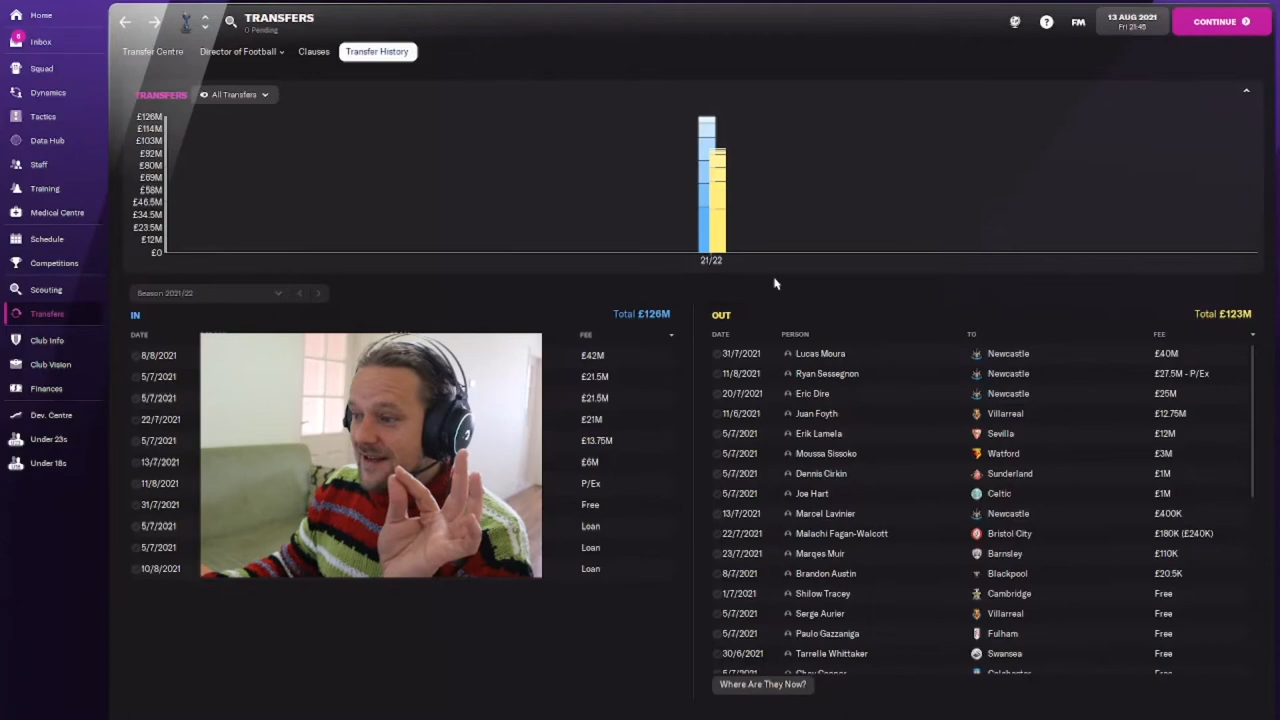 Home
TRANSFERS
0 Pending
FM
13 AUG 2021
Fri 21:45
CONTINUE
6
Inbox
Transfer Centre Director of Football Clauses Transfer History
Squad
Dynamics
Tactics
Data Hub
Staff
Training
Medical Centre
Schedule
Competitions
Scouting
Transfers
Club Info
Club Vision
Finances
Dev. Centre
Under 23s
Under 18s
TRANSFERS All Transfers
£126M
£114M
£103M
£92M
£80M
£69M
£58M
£46.5M
£34.5M
£23.5M
£12M
£0
21/22
Season 2021/22
IN Total £126M
DATE FEE
8/8/2021 £42M
5/7/2021 £21.5M
5/7/2021 £21.5M
22/7/2021 £21M
5/7/2021 £13.75M
13/7/2021 £6M
11/8/2021 P/Ex
31/7/2021 Free
5/7/2021 Loan
5/7/2021 Loan
10/8/2021 Loan
OUT Total £123M
DATE PERSON TO FEE
31/7/2021 Lucas Moura Newcastle £40M
11/8/2021 Ryan Sessegnon Newcastle £27.5M - P/Ex
20/7/2021 Eric Dire Newcastle £25M
11/6/2021 Juan Foyth Villarreal £12.75M
5/7/2021 Erik Lamela Sevilla £12M
5/7/2021 Moussa Sissoko Watford £3M
5/7/2021 Dennis Cirkin Sunderland £1M
5/7/2021 Joe Hart Celtic £1M
13/7/2021 Marcel Lavinier Newcastle £400K
22/7/2021 Malachi Fagan-Walcott Bristol City £180K (£240K)
23/7/2021 Marqes Muir Barnsley £110K
8/7/2021 Brandon Austin Blackpool £20.5K
1/7/2021 Shilow Tracey Cambridge Free
5/7/2021 Serge Aurier Villarreal Free
5/7/2021 Paulo Gazzaniga Fulham Free
30/6/2021 Tarrelle Whittaker Swansea Free
Where Are They Now?